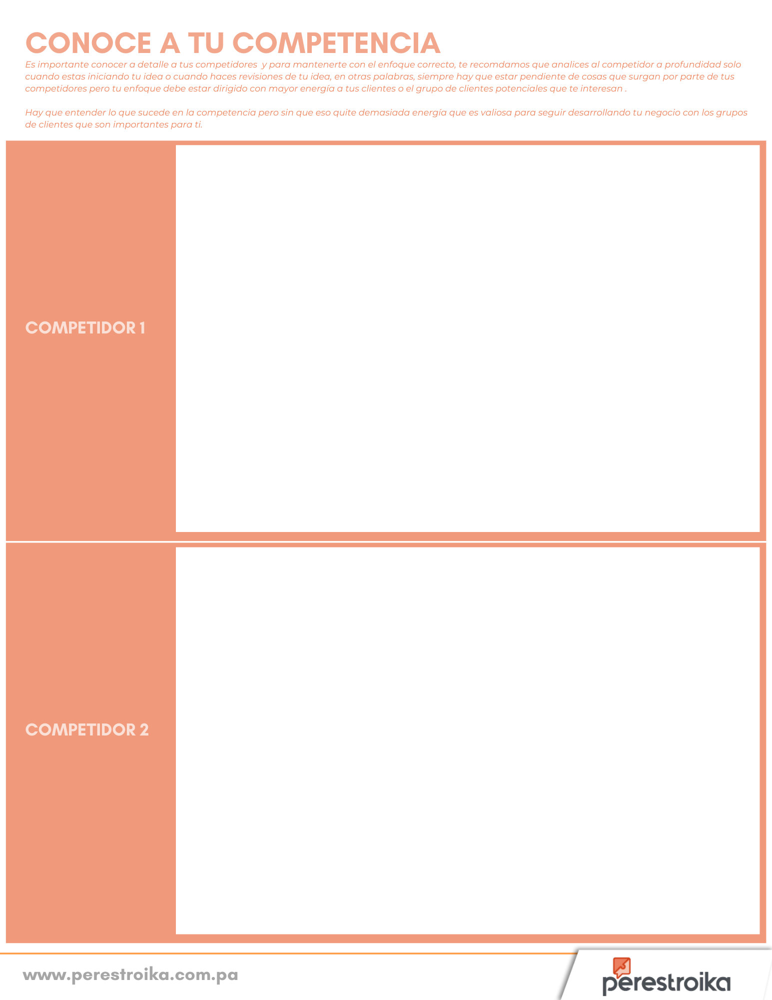 CONOCE A TU COMPETENCIA
Es importante conocer a detalle a tus competidores  y para mantenerte con el enfoque correcto, te recomdamos que analices al competidor a profundidad solo
cuando estas iniciando tu idea o cuando haces revisiones de tu idea, en otras palabras, siempre hay que estar pendiente de cosas que surgan por parte de tus
competidores pero tu enfoque debe estar dirigido con mayor energía a tus clientes o el grupo de clientes potenciales que te interesan .
Hay que entender lo que sucede en la competencia pero sin que eso quite demasiada energía que es valiosa para seguir desarrollando tu negocio con los grupos
de clientes que son importantes para ti.
COMPETIDOR 1
COMPETIDOR 2
www.perestroika.com.pa
perestroika